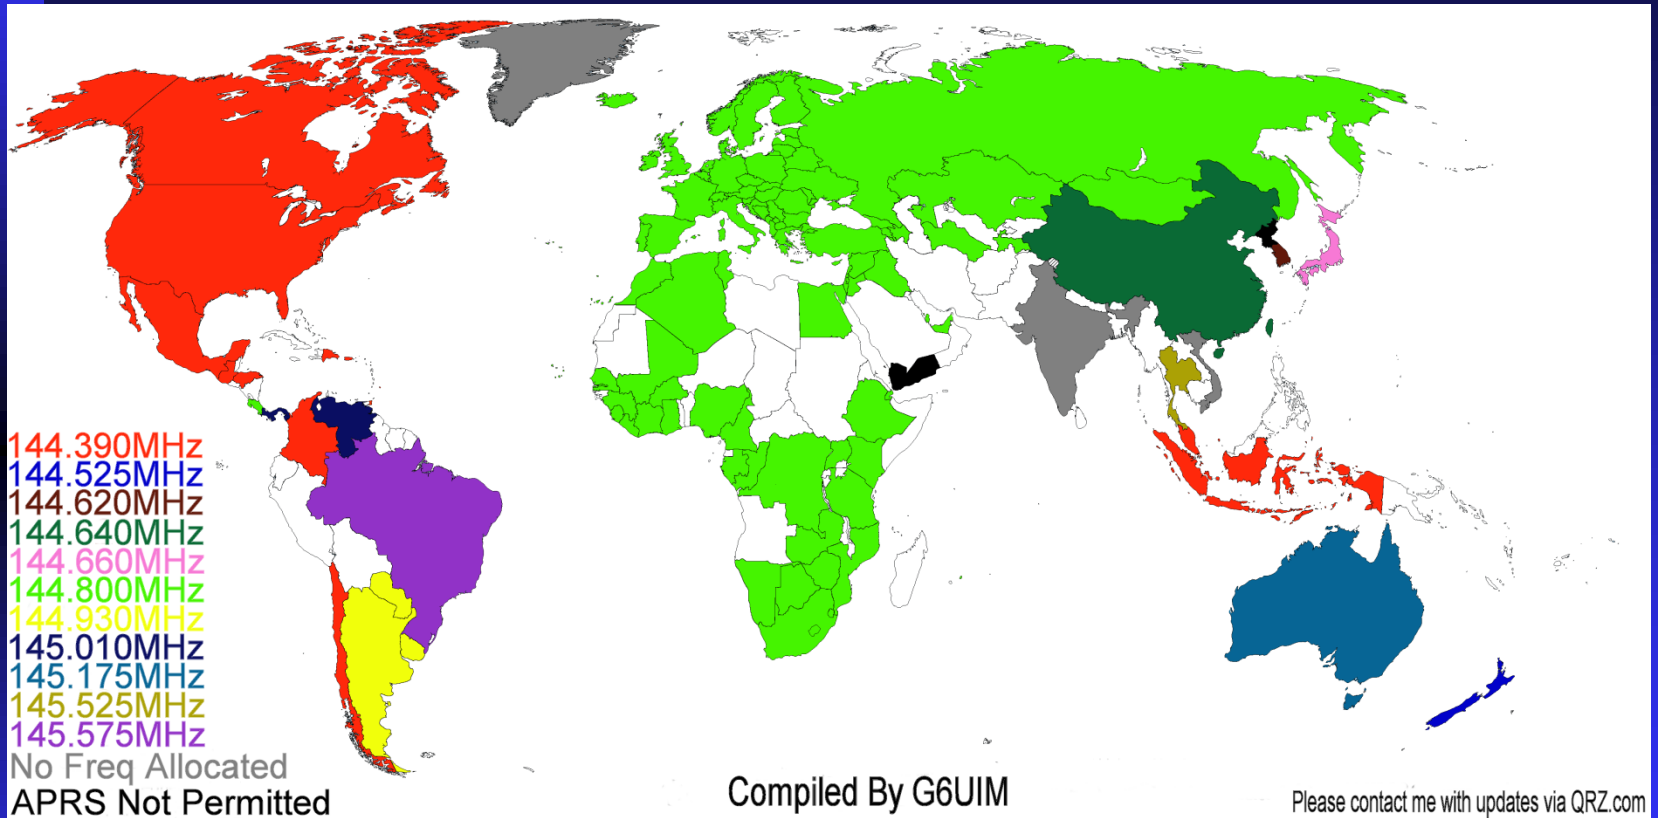 144.390MHz
144.525MHz
144.620MHz
144.640MHz
144.660MHz
144.800MHz
144.930MHz
145.010MHz
145.175MHz
145.525MHz
145.575MHz
No Freq Allocated
APRS Not Permitted
Compiled By G6UIM
Please contact me with updates via QRZ.com